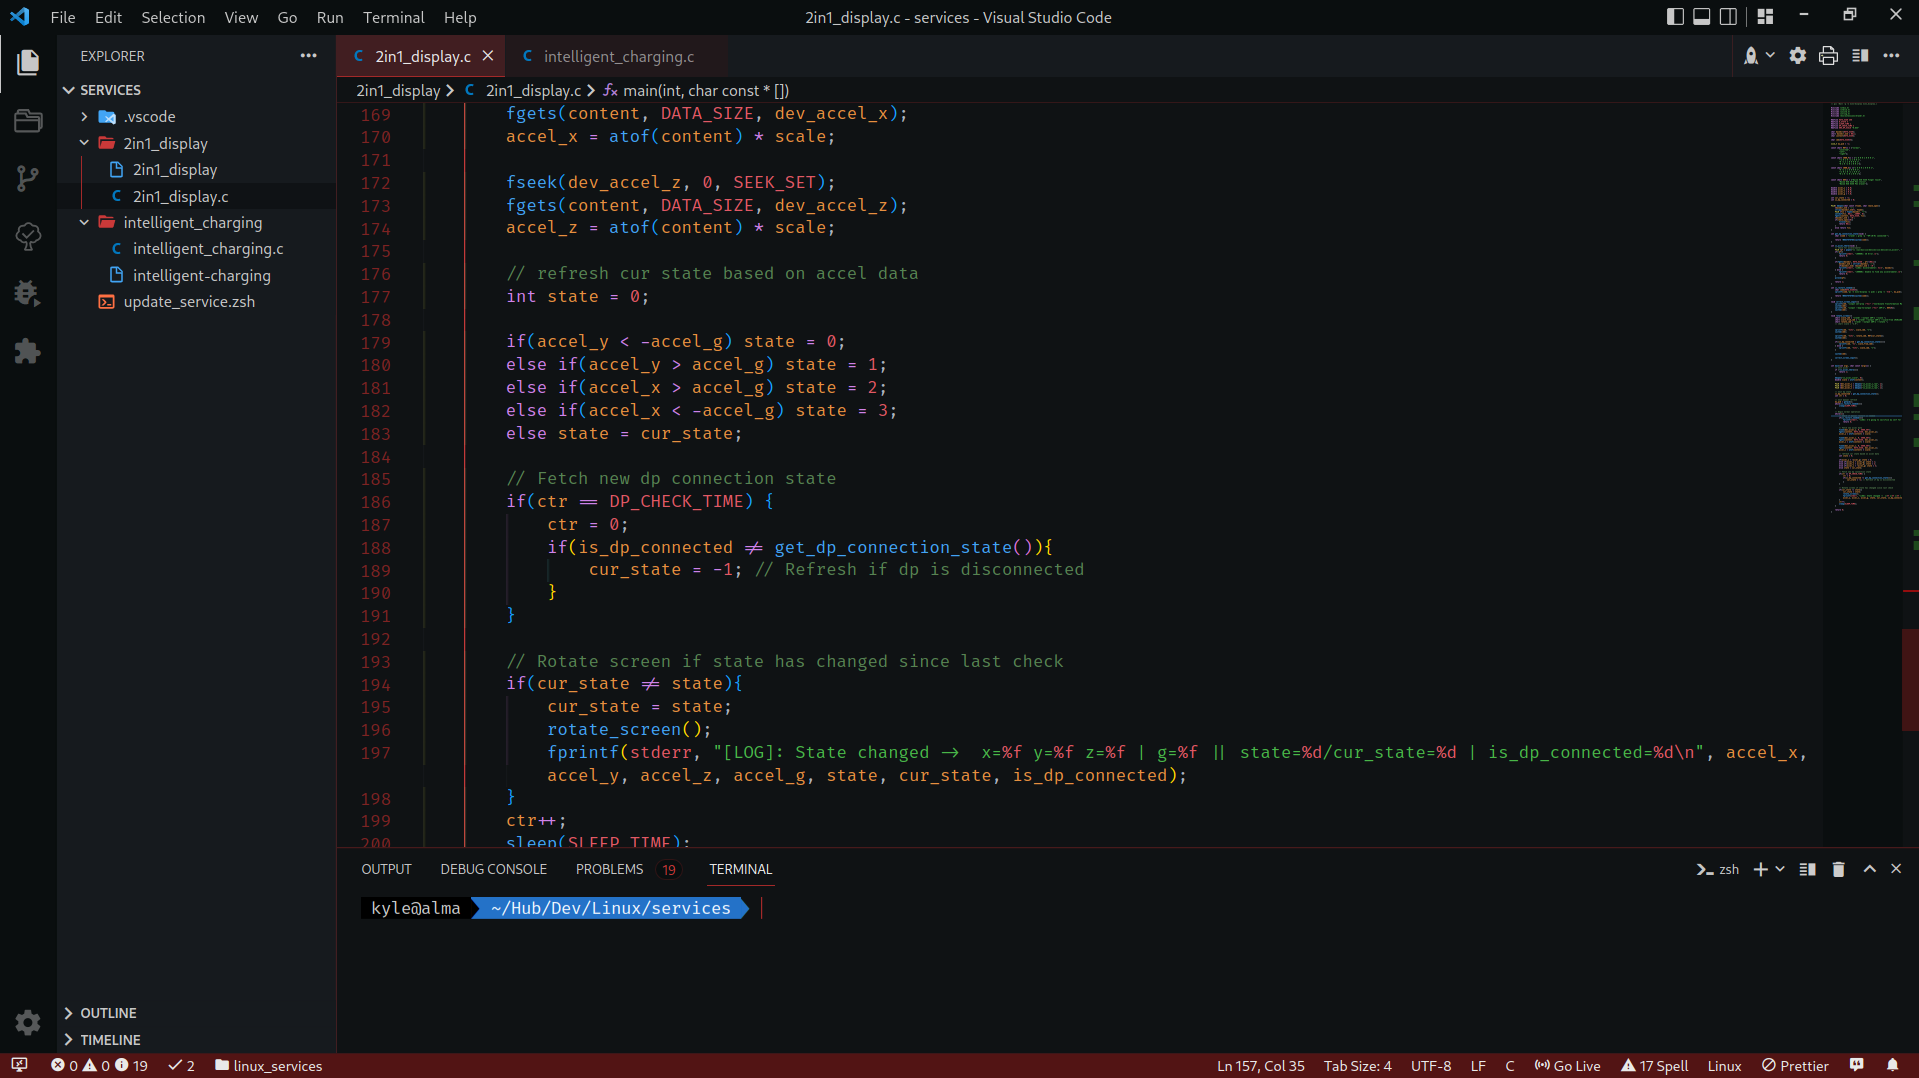 File Edit Selection View Go Run Terminal Help
2in1_display.c - services - Visual Studio Code
EXPLORER
SERVICES
.vscode
2in1_display
2in1_display
2in1_display.c
intelligent_charging
intelligent_charging.c
intelligent-charging
update_service.zsh
OUTLINE
TIMELINE
C 2in1_display.c
C intelligent_charging.c
2in1_display > C 2in1_display.c > main(int, char const * [])
169 fgets(content, DATA_SIZE, dev_accel_x);
170 accel_x = atof(content) * scale;
171
172 fseek(dev_accel_z, 0, SEEK_SET);
173 fgets(content, DATA_SIZE, dev_accel_z);
174 accel_z = atof(content) * scale;
175
176 // refresh cur state based on accel data
177 int state = 0;
178
179 if(accel_y < -accel_g) state = 0;
180 else if(accel_y > accel_g) state = 1;
181 else if(accel_x > accel_g) state = 2;
182 else if(accel_x < -accel_g) state = 3;
183 else state = cur_state;
184
185 // Fetch new dp connection state
186 if(ctr == DP_CHECK_TIME) {
187 ctr = 0;
188 if(is_dp_connected != get_dp_connection_state()){
189 cur_state = -1; // Refresh if dp is disconnected
190 }
191 }
192
193 // Rotate screen if state has changed since last check
194 if(cur_state != state){
195 cur_state = state;
196 rotate_screen();
197 fprintf(stderr, "[LOG]: State changed ->  x=%f y=%f z=%f | g=%f || state=%d/cur_state=%d | is_dp_connected=%d\n", accel_x,
accel_y, accel_z, accel_g, state, cur_state, is_dp_connected);
198 }
199 ctr++;
200 sleep(SLEEP_TIME);
OUTPUT DEBUG CONSOLE PROBLEMS 19 TERMINAL
zsh
kyle@alma ~/Hub/Dev/Linux/services
0 0 19 2 linux_services
Ln 157, Col 35 Tab Size: 4 UTF-8 LF C Go Live 17 Spell Linux Prettier